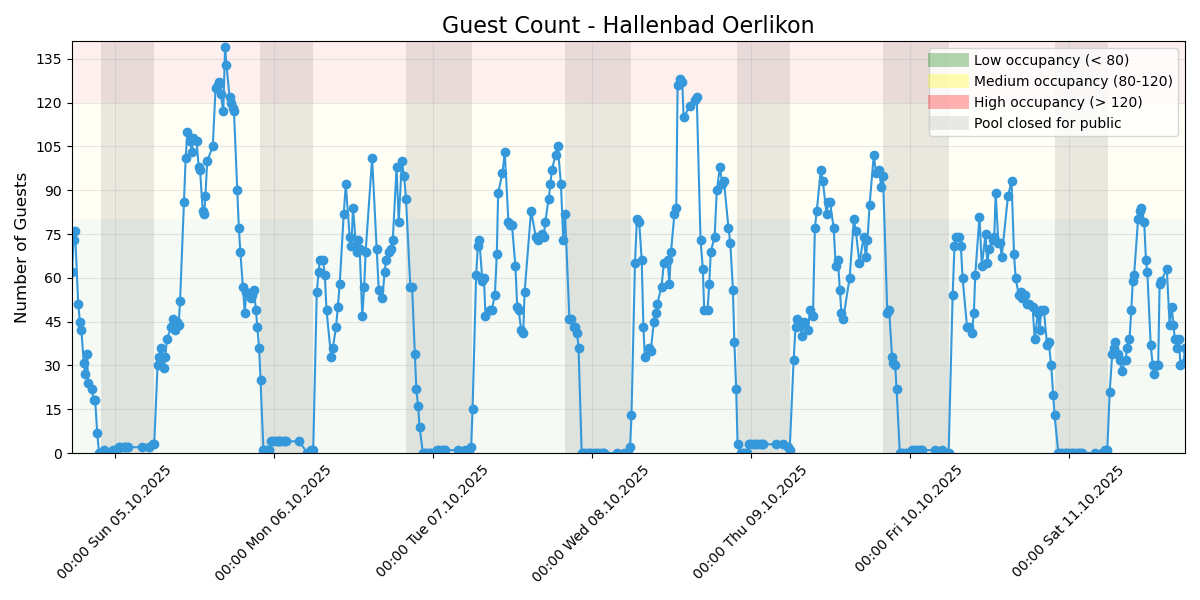 Guest Count - Hallenbad Oerlikon
Number of Guests
135
120
105
90
75
60
45
30
15
0
Low occupancy (< 80)
Medium occupancy (80-120)
High occupancy (> 120)
Pool closed for public
00:00 Sun 05.10.2025
00:00 Mon 06.10.2025
00:00 Tue 07.10.2025
00:00 Wed 08.10.2025
00:00 Thu 09.10.2025
00:00 Fri 10.10.2025
00:00 Sat 11.10.2025